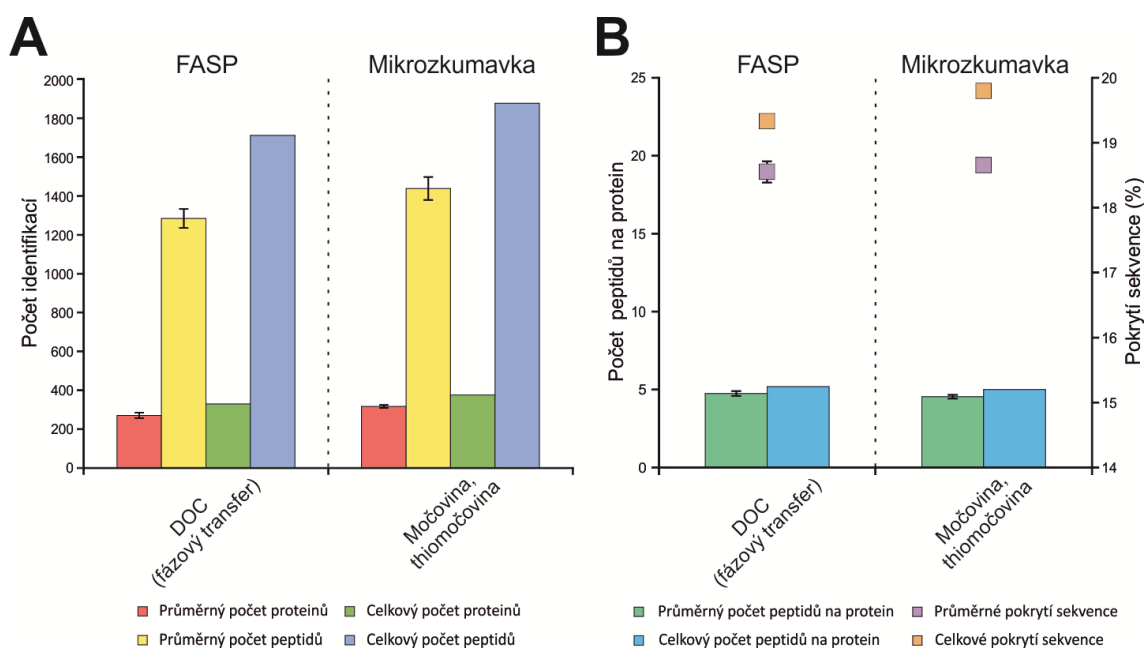 A
FASP
Mikrozkumavka
Počet identifikací
2000
1800
1600
1400
1200
1000
800
600
400
200
0
DOC
(fázový transfer)
Močovina,
thiomočovina
Průměrný počet proteinů
Celkový počet proteinů
Průměrný počet peptidů
Celkový počet peptidů
B
FASP
Mikrozkumavka
Počet peptidů na protein
25
20
15
10
5
0
Pokrytí sekvence (%)
20
19
18
17
16
15
14
DOC
(fázový transfer)
Močovina,
thiomočovina
Průměrný počet peptidů na protein
Průměrné pokrytí sekvence
Celkový počet peptidů na protein
Celkové pokrytí sekvence